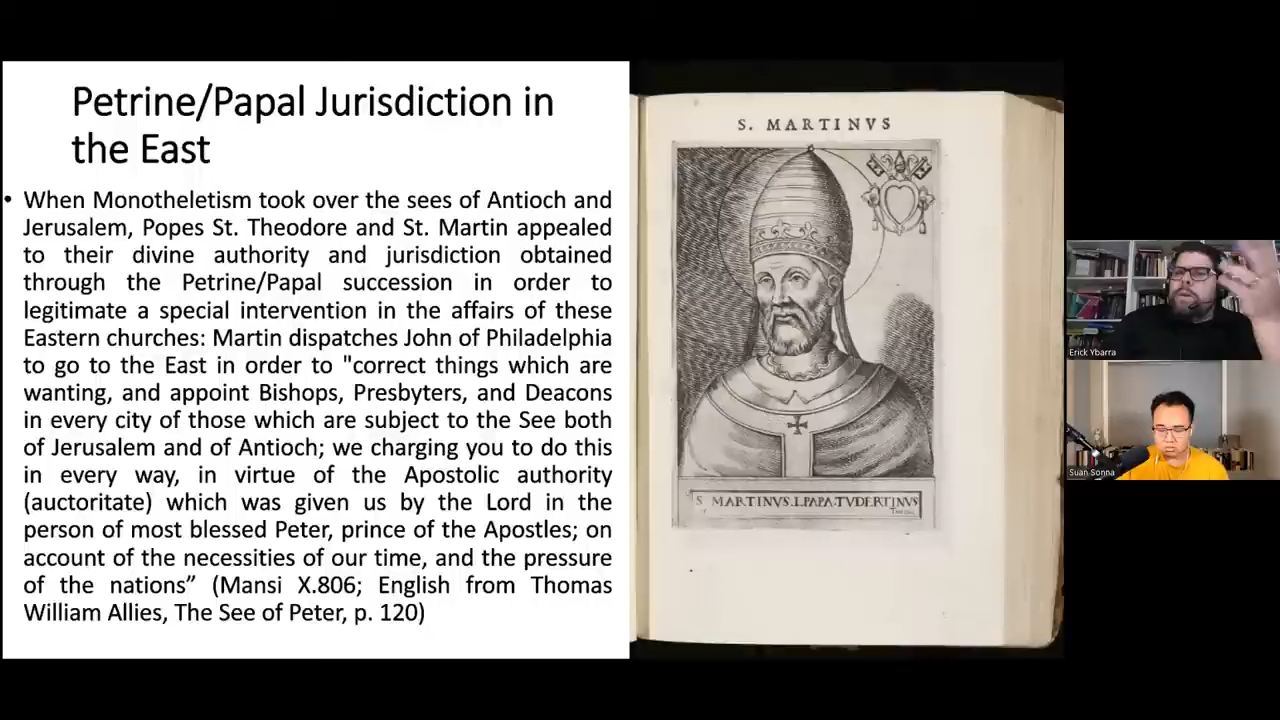 Petrine/Papal Jurisdiction in
the East
• When Monotheletism took over the sees of Antioch and
Jerusalem, Popes St. Theodore and St. Martin appealed
to their divine authority and jurisdiction obtained
through the Petrine/Papal succession in order to
legitimate a special intervention in the affairs of these
Eastern churches: Martin dispatches John of Philadelphia
to go to the East in order to "correct things which are
wanting, and appoint Bishops, Presbyters, and Deacons
in every city of those which are subject to the See both
of Jerusalem and of Antioch; we charging you to do this
in every way, in virtue of the Apostolic authority
(auctoritate) which was given us by the Lord in the
person of most blessed Peter, prince of the Apostles; on
account of the necessities of our time, and the pressure
of the nations” (Mansi X.806; English from Thomas
William Allies, The See of Peter, p. 120)
S. MARTINVS
S MARTINVS.I.PAPA.TVDERTINVS
Erick Ybarra
Suan Sonna